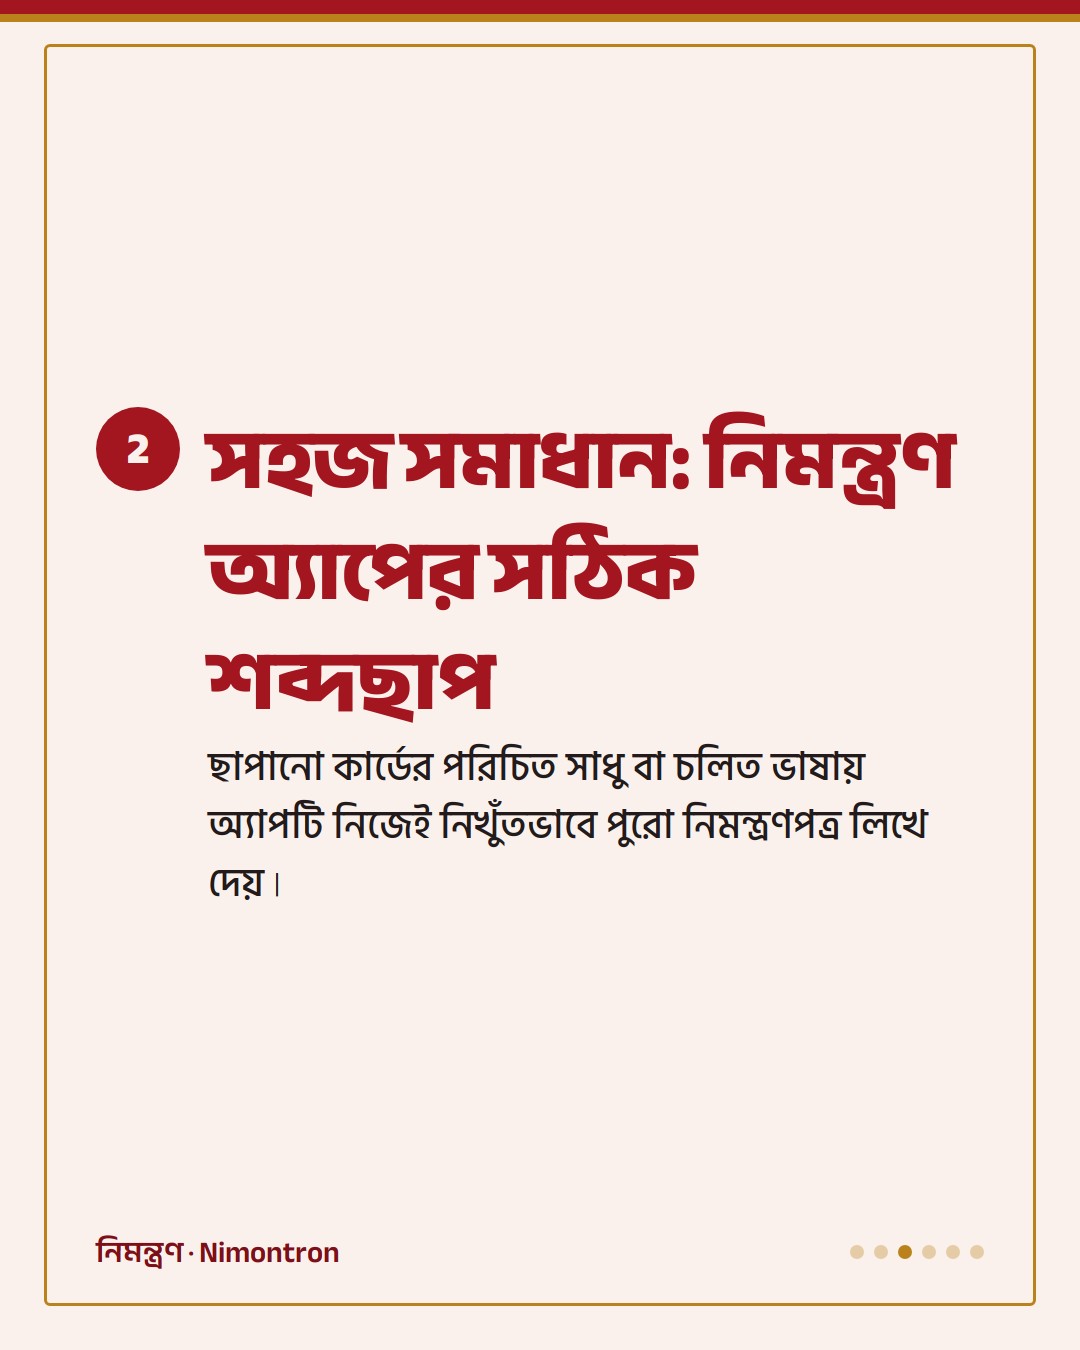 2
সহজ সমাধান: নিমন্ত্রণ
অ্যাপের সঠিক
শব্দছাপ
ছাপানো কার্ডের পরিচিত সাধু বা চলিত ভাষায়
অ্যাপটি নিজেই নিখুঁতভাবে পুরো নিমন্ত্রণপত্র লিখে
দেয়।
নিমন্ত্রণ · Nimontron